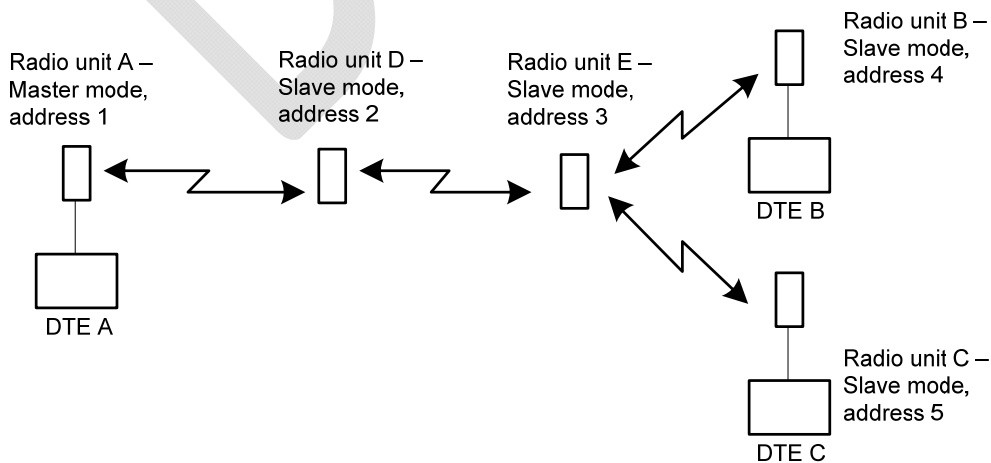 Radio unit A –
Master mode,
address 1
Radio unit D –
Slave mode,
address 2
Radio unit E –
Slave mode,
address 3
Radio unit B –
Slave mode,
address 4
DTE B
DTE A
Radio unit C –
Slave mode,
address 5
DTE C